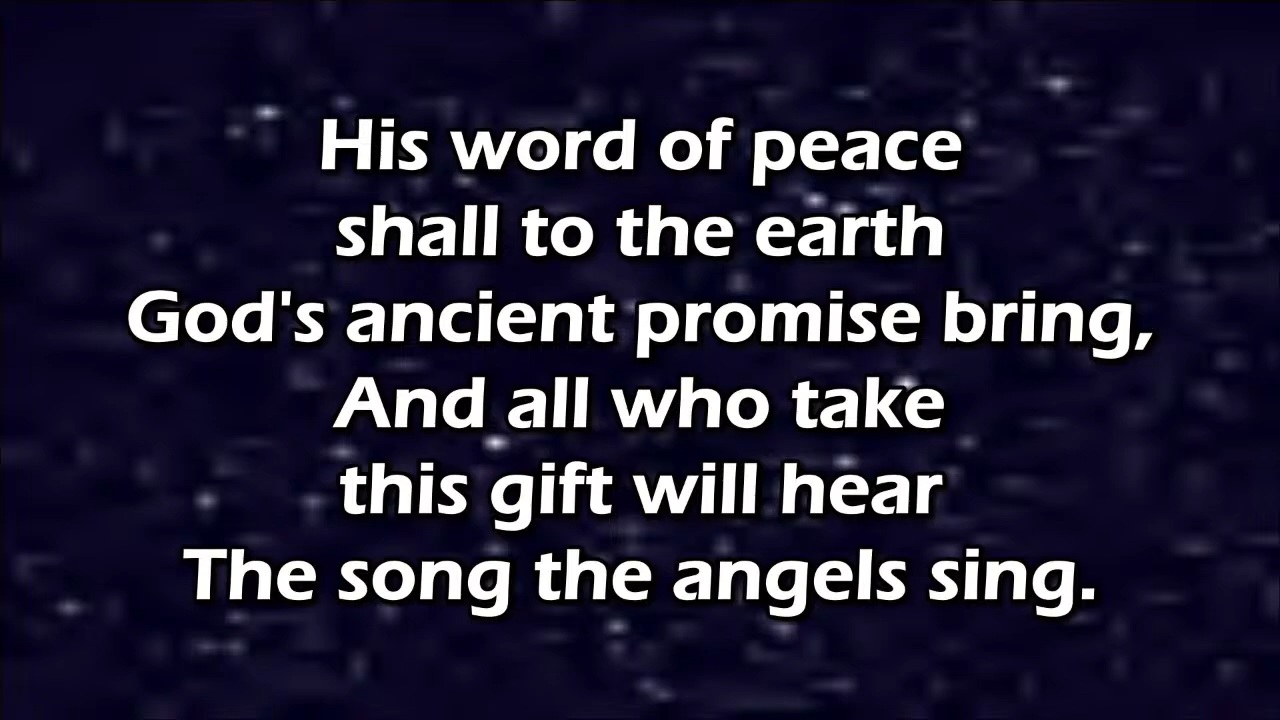 His word of peace
shall to the earth
God's ancient promise bring,
And all who take
this gift will hear
The song the angels sing.